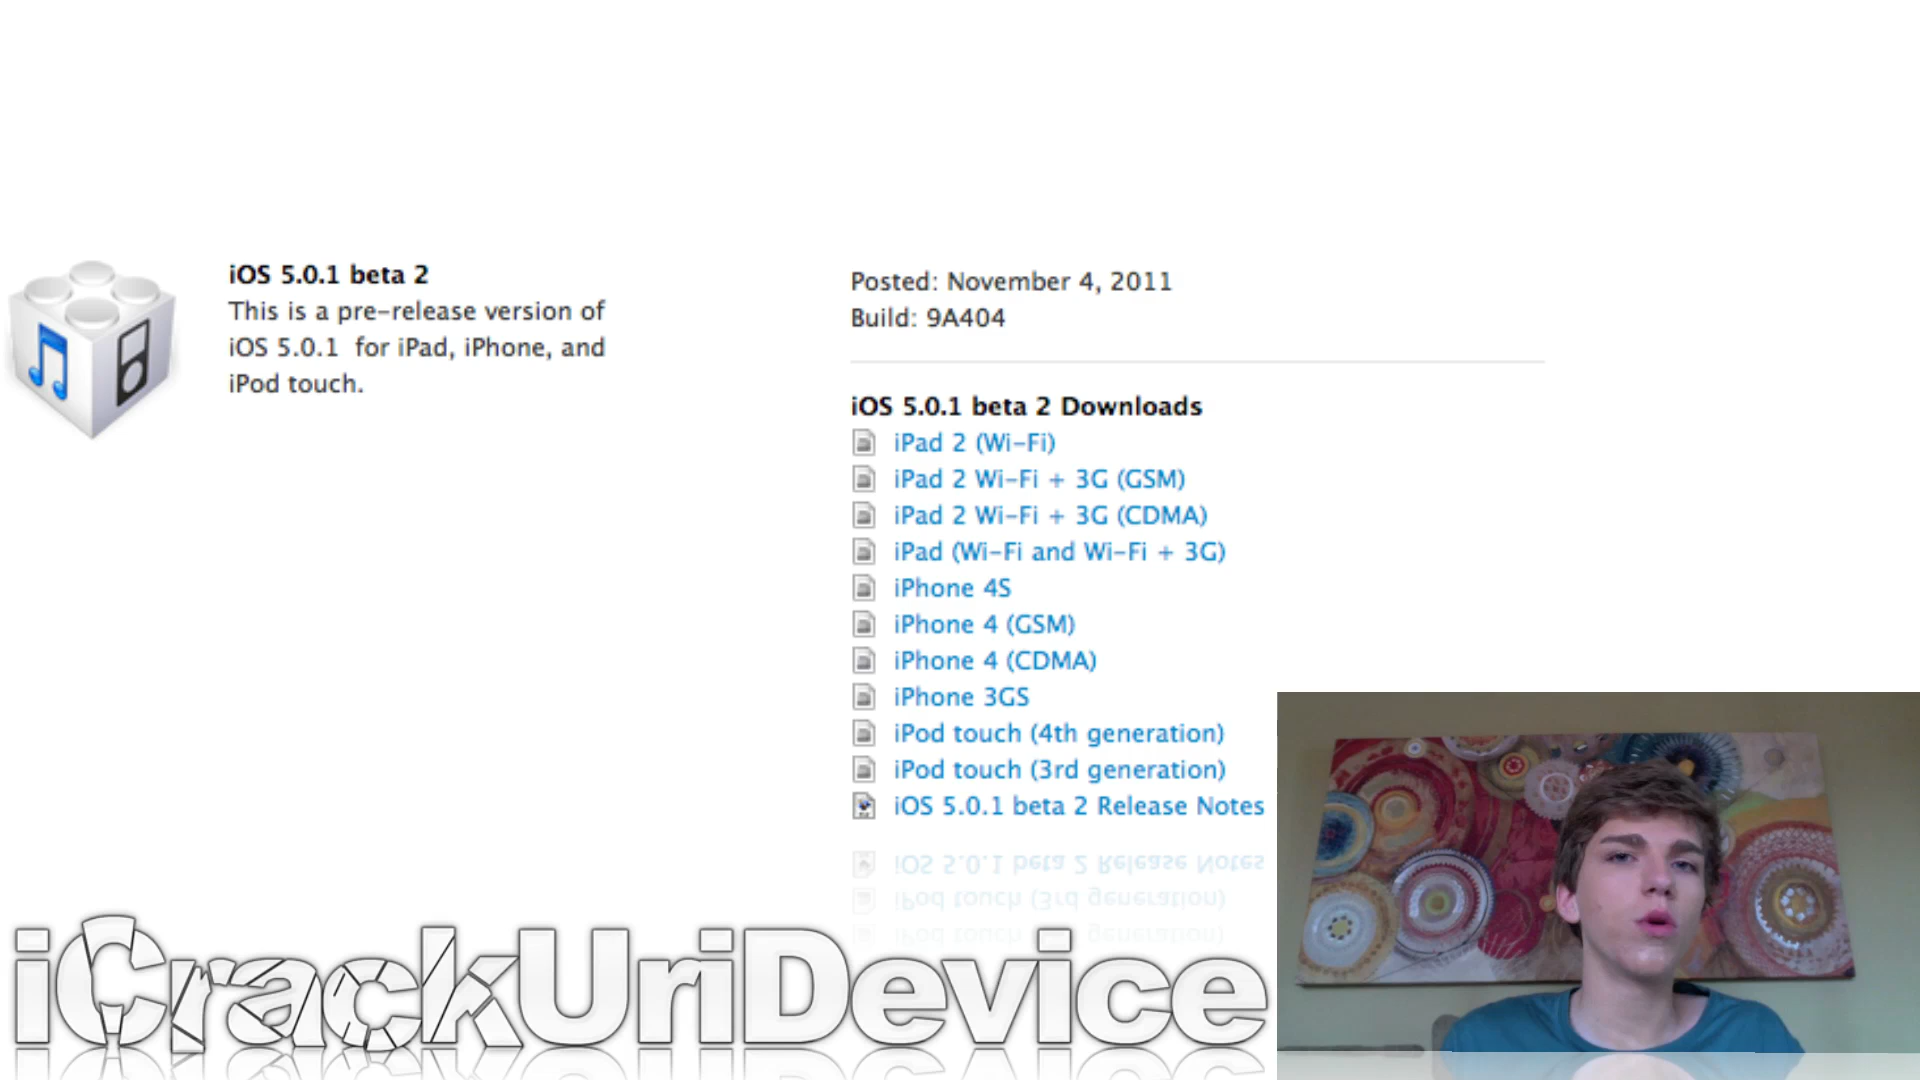 iOS 5.0.1 beta 2
This is a pre-release version of
iOS 5.0.1 for iPad, iPhone, and
iPod touch.
Posted: November 4, 2011
Build: 9A404
iOS 5.0.1 beta 2 Downloads
iPad 2 (Wi-Fi)
iPad 2 Wi-Fi + 3G (GSM)
iPad 2 Wi-Fi + 3G (CDMA)
iPad (Wi-Fi and Wi-Fi + 3G)
iPhone 4S
iPhone 4 (GSM)
iPhone 4 (CDMA)
iPhone 3GS
iPod touch (4th generation)
iPod touch (3rd generation)
iOS 5.0.1 beta 2 Release Notes
iCrackUriDevice